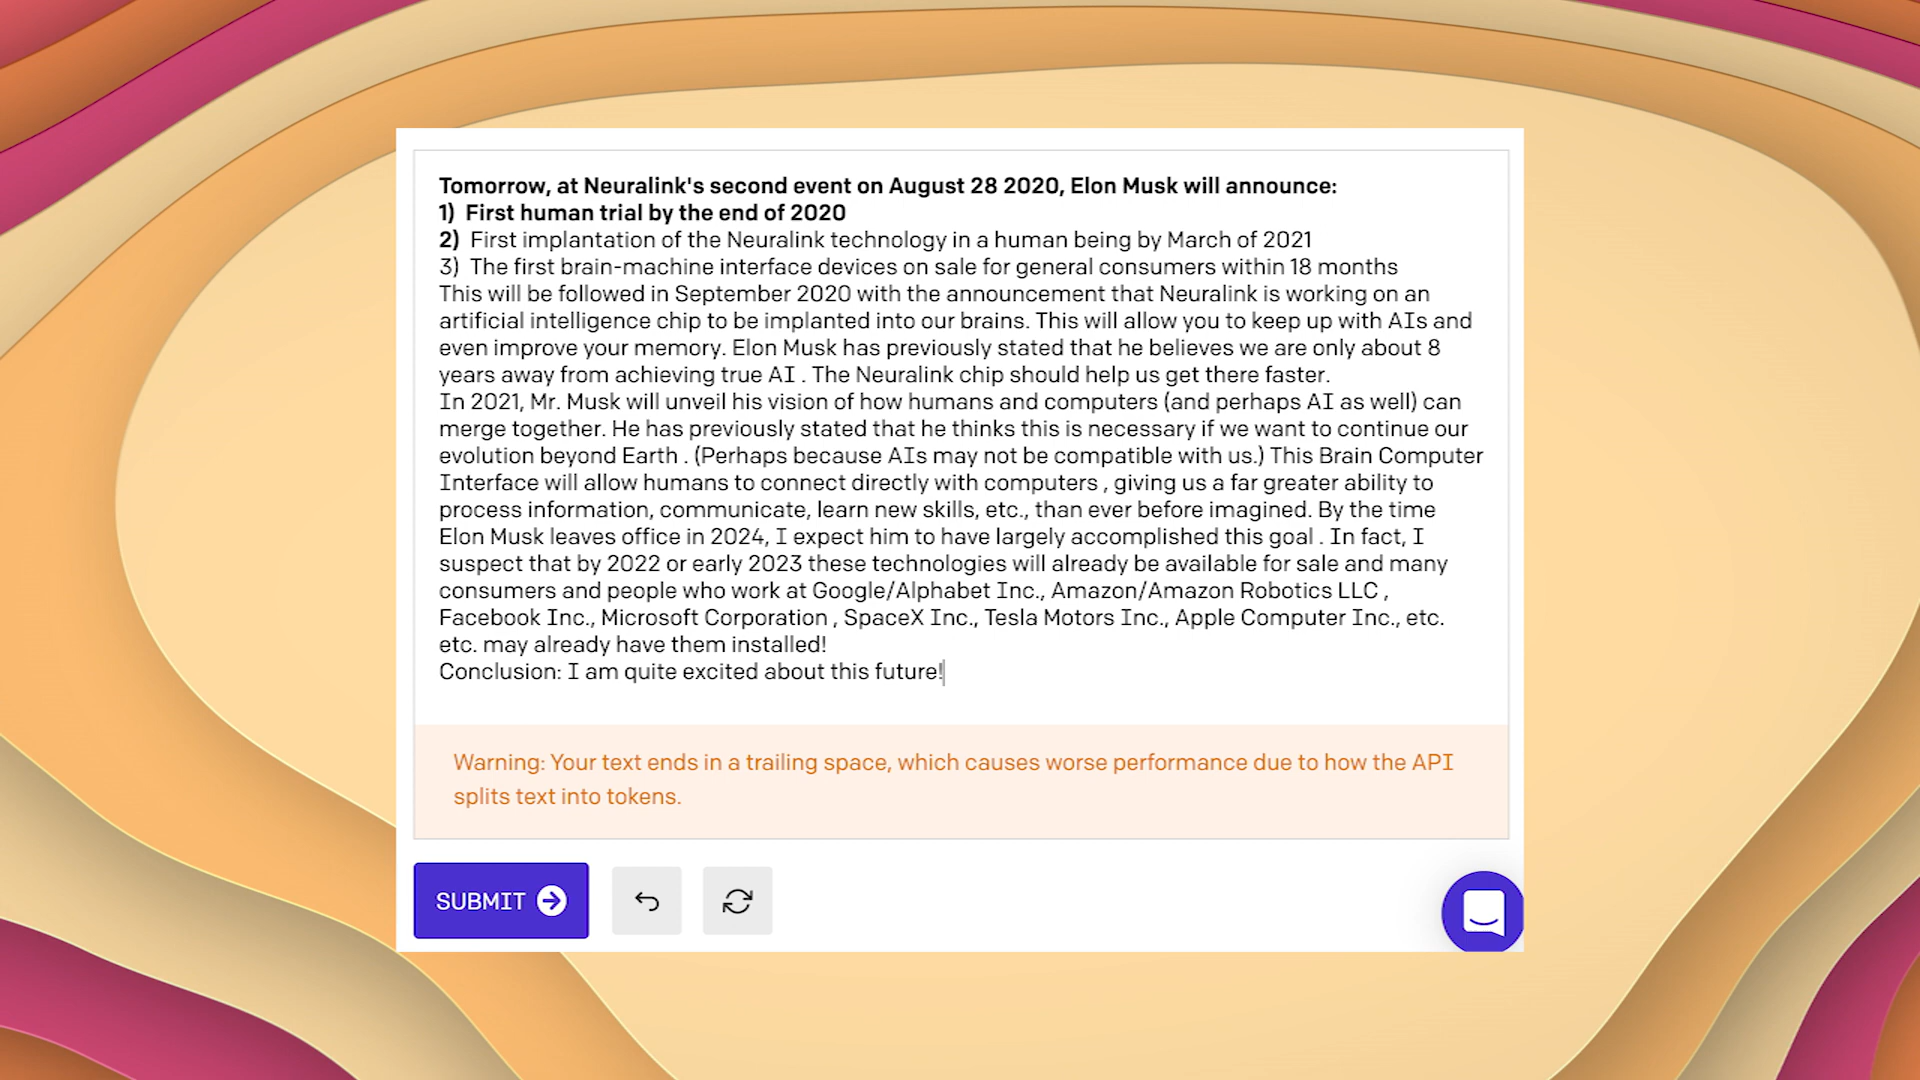 Tomorrow, at Neuralink's second event on August 28 2020, Elon Musk will announce:
1) First human trial by the end of 2020
2) First implantation of the Neuralink technology in a human being by March of 2021
3) The first brain-machine interface devices on sale for general consumers within 18 months
This will be followed in September 2020 with the announcement that Neuralink is working on an
artificial intelligence chip to be implanted into our brains. This will allow you to keep up with AIs and
even improve your memory. Elon Musk has previously stated that he believes we are only about 8
years away from achieving true AI . The Neuralink chip should help us get there faster.
In 2021, Mr. Musk will unveil his vision of how humans and computers (and perhaps AI as well) can
merge together. He has previously stated that he thinks this is necessary if we want to continue our
evolution beyond Earth . (Perhaps because AIs may not be compatible with us.) This Brain Computer
Interface will allow humans to connect directly with computers , giving us a far greater ability to
process information, communicate, learn new skills, etc., than ever before imagined. By the time
Elon Musk leaves office in 2024, I expect him to have largely accomplished this goal . In fact, I
suspect that by 2022 or early 2023 these technologies will already be available for sale and many
consumers and people who work at Google/Alphabet Inc., Amazon/Amazon Robotics LLC ,
Facebook Inc., Microsoft Corporation , SpaceX Inc., Tesla Motors Inc., Apple Computer Inc., etc.
etc. may already have them installed!
Conclusion: I am quite excited about this future!
Warning: Your text ends in a trailing space, which causes worse performance due to how the API
splits text into tokens.
SUBMIT